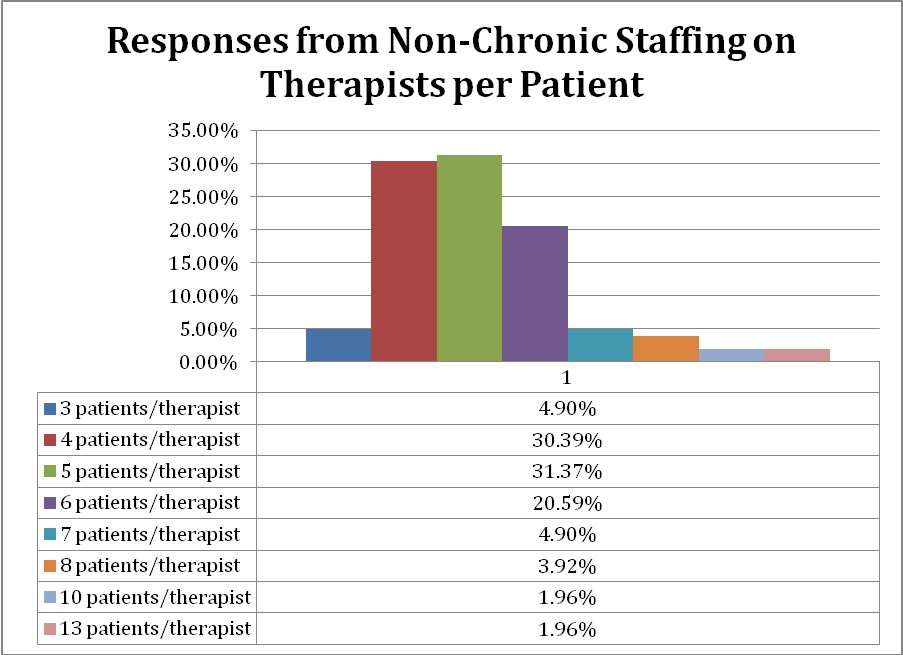 Responses from Non-Chronic Staffing on
Therapists per Patient
35.00%
30.00%
25.00%
20.00%
15.00%
10.00%
5.00%
0.00%
1
3 patients/therapist 4.90%
4 patients/therapist 30.39%
5 patients/therapist 31.37%
6 patients/therapist 20.59%
7 patients/therapist 4.90%
8 patients/therapist 3.92%
10 patients/therapist 1.96%
13 patients/therapist 1.96%